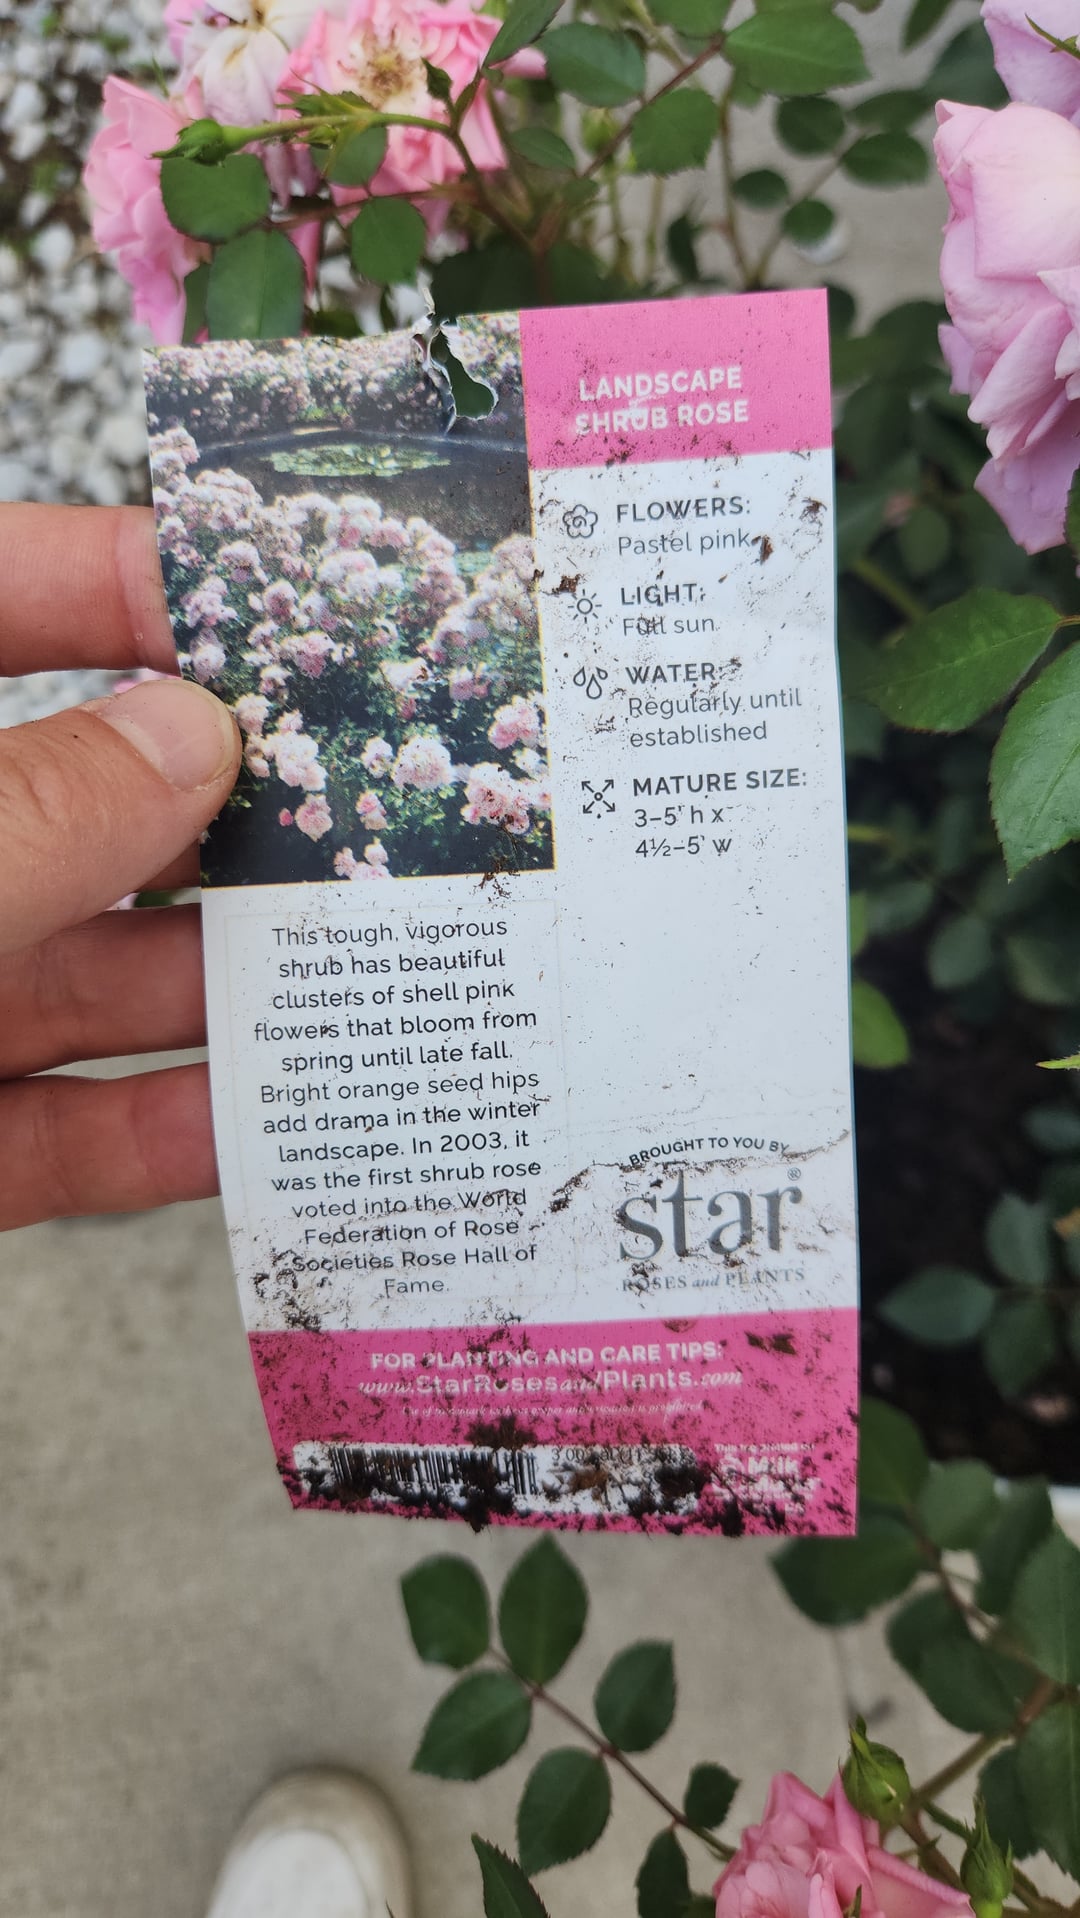 LANDSCAPE
SHRUB ROSE
FLOWERS:
Pastel pink
LIGHT:
Full sun
WATER:
Regularly until
established
MATURE SIZE:
3–5' h x
4½–5' w
This tough, vigorous
shrub has beautiful
clusters of shell pink
flowers that bloom from
spring until late fall.
Bright orange seed hips
add drama in the winter
landscape. In 2003, it
was the first shrub rose
voted into the World
Federation of Rose
Societies Rose Hall of
Fame.
BROUGHT TO YOU BY
star®
ROSES and PLANTS
FOR PLANTING AND CARE TIPS:
www.StarRosesandPlants.com